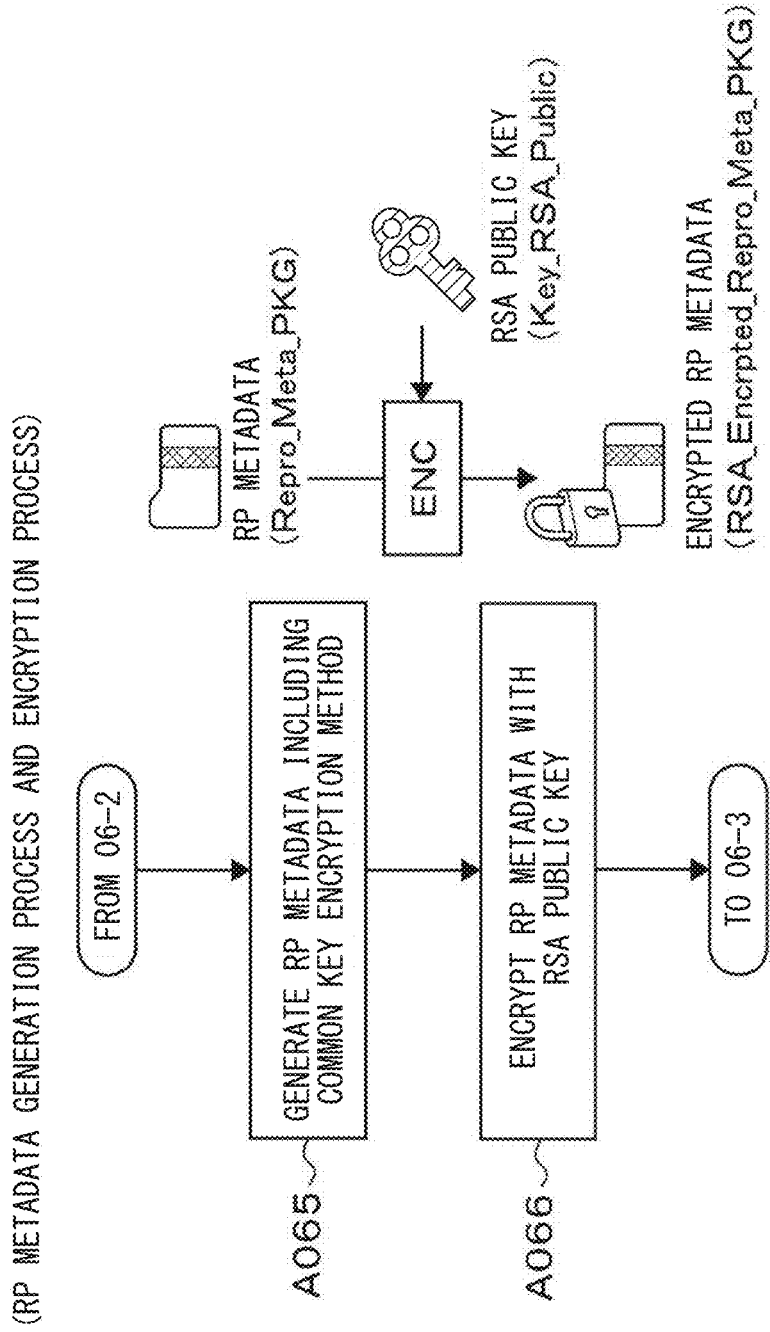 (RP METADATA GENERATION PROCESS AND ENCRYPTION PROCESS)
FROM 06-2
A065
GENERATE RP METADATA INCLUDING
COMMON KEY ENCRYPTION METHOD
A066
ENCRYPT RP METADATA WITH
RSA PUBLIC KEY
TO 06-3
RP METADATA
(Repro_Meta_PKG)
ENC
RSA PUBLIC KEY
(Key_RSA_Public)
ENCRYPTED RP METADATA
(RSA_Encrpted_Repro_Meta_PKG)